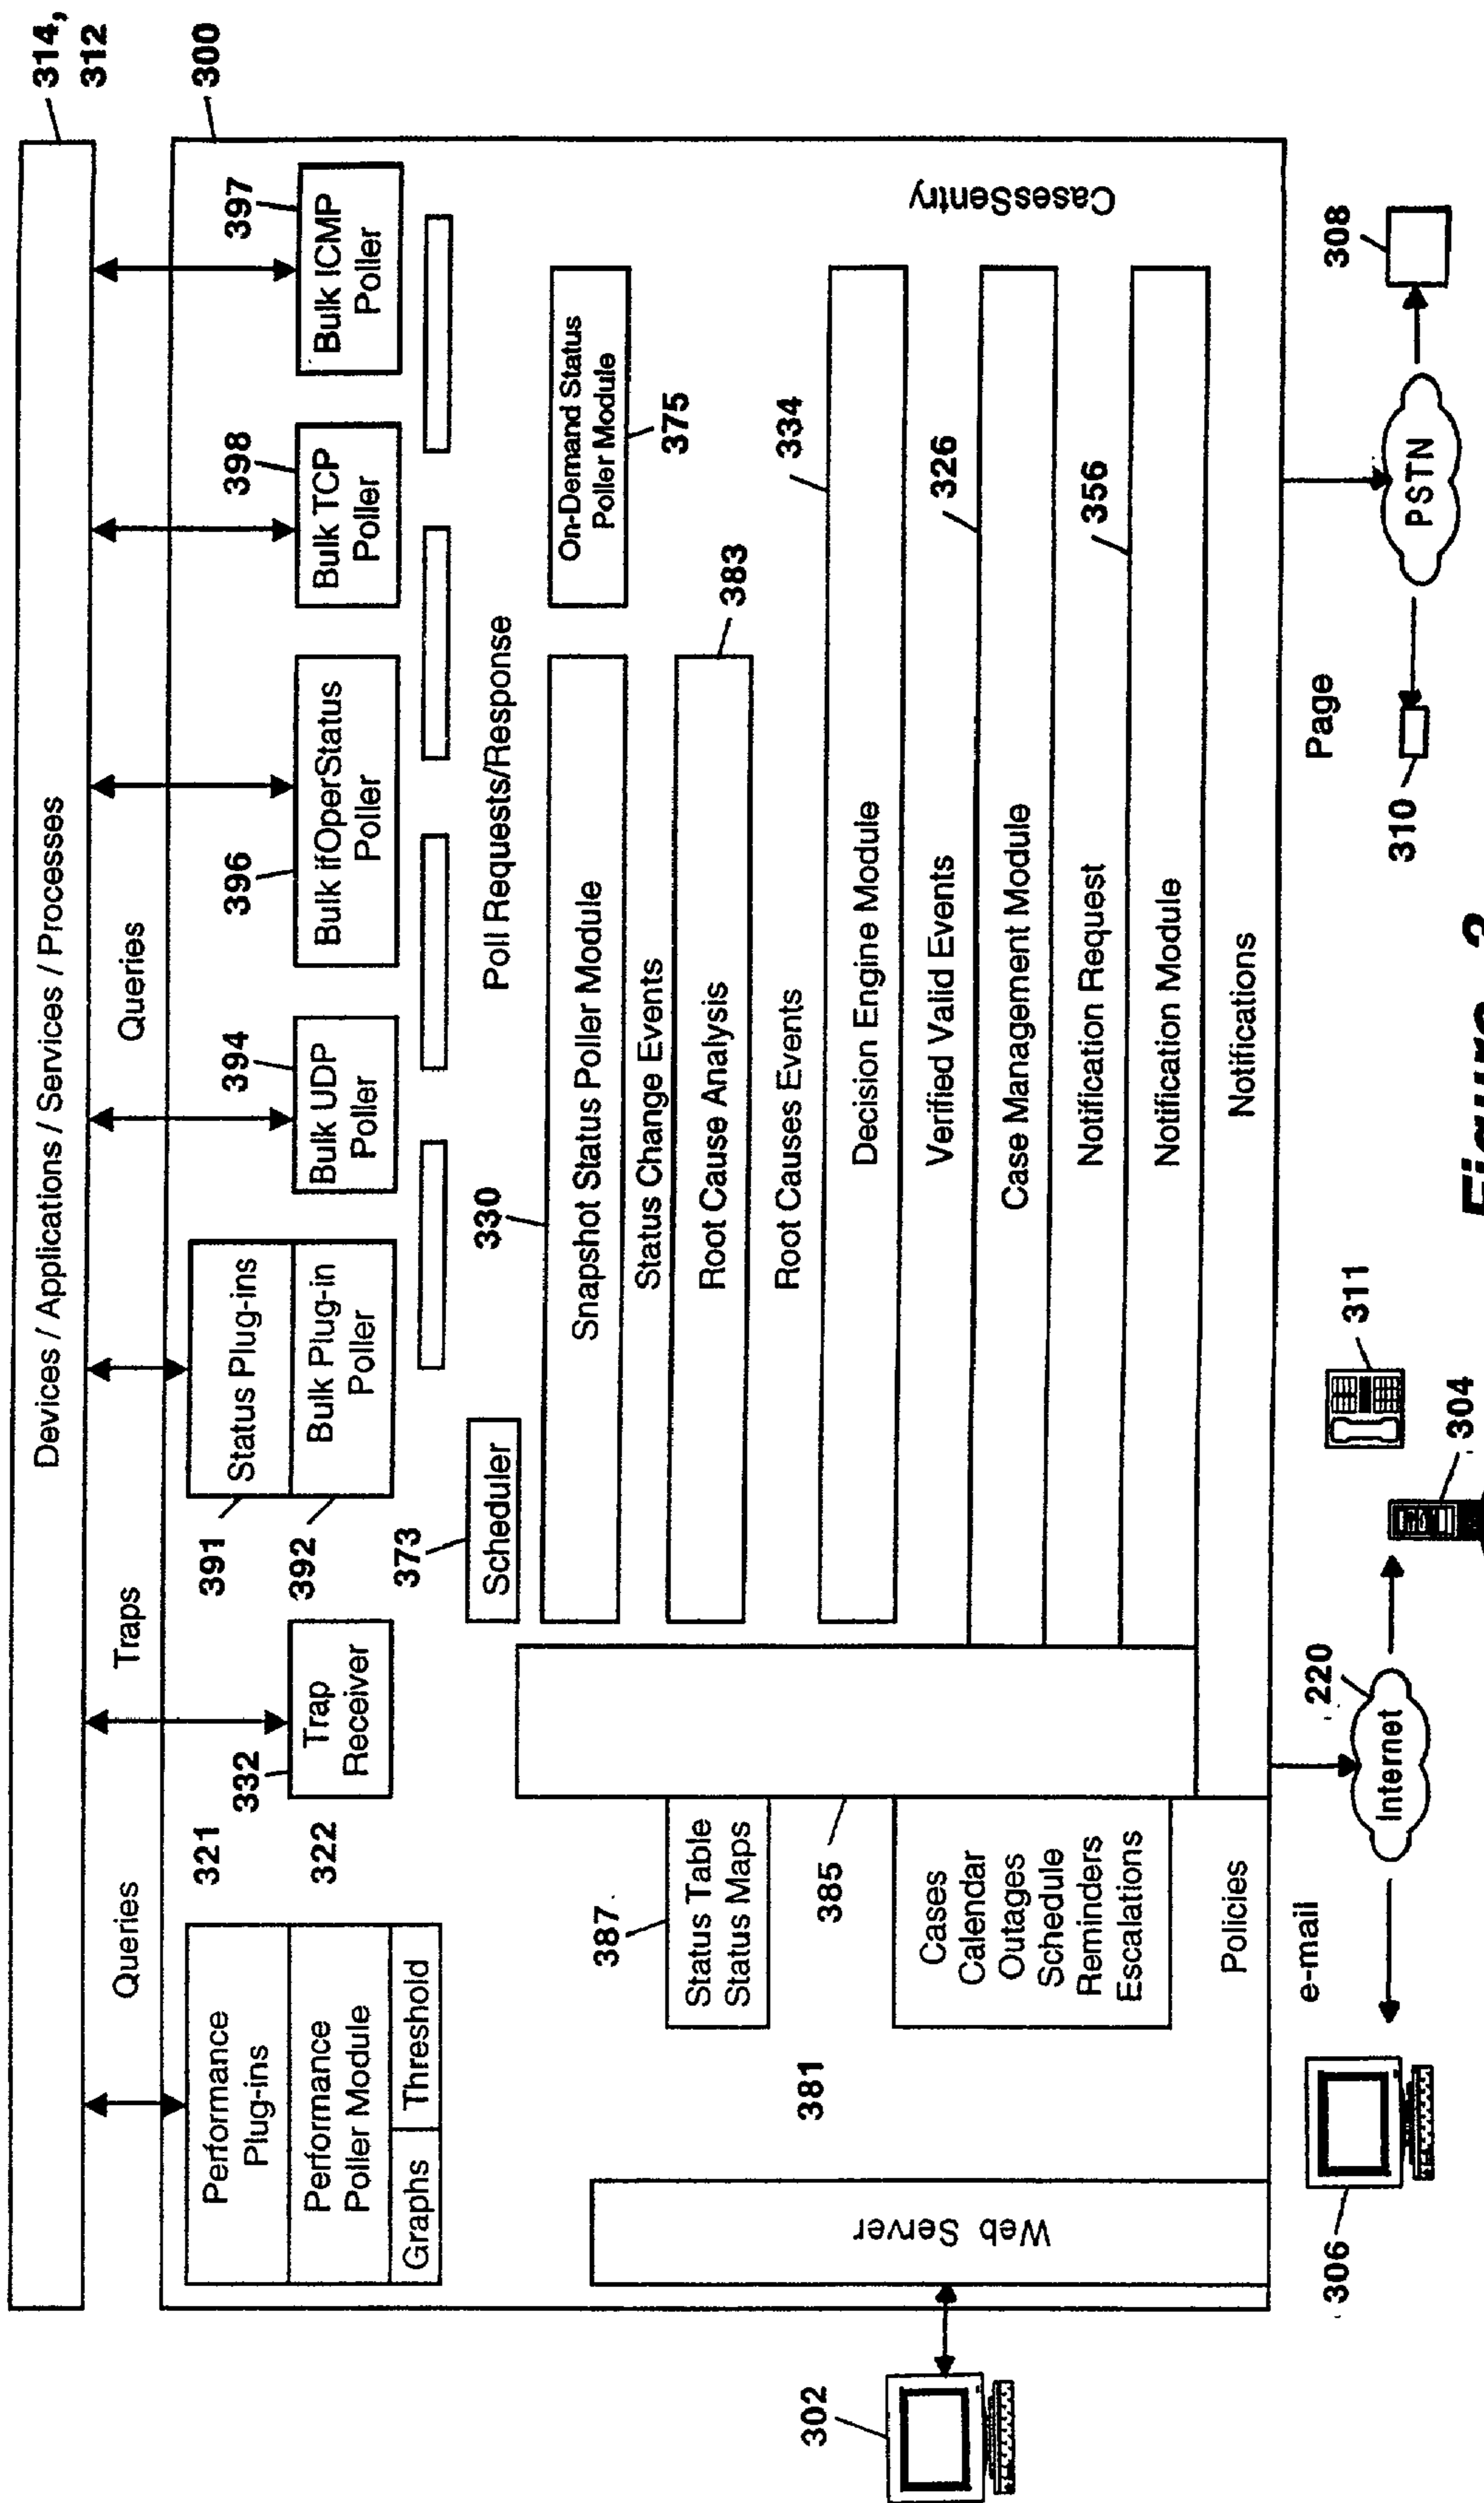 314,
312
Devices / Applications / Services / Processes
300
Queries
Traps
Queries
Performance
Plug-ins
321
Performance
Poller Module
322
Graphs
Threshold
332
Trap
Receiver
391
Status Plug-ins
392
Bulk Plug-in
Poller
394
Bulk UDP
Poller
396
Bulk ifOperStatus
Poller
398
Bulk TCP
Poller
397
Bulk ICMP
Poller
373
Scheduler
Poll Requests/Response
330
Snapshot Status Poller Module
On-Demand Status
Poller Module
375
Status Change Events
387
Status Table
Status Maps
Root Cause Analysis
383
Root Causes Events
381
385
Decision Engine Module
334
CasesSentry
Web Server
302
Cases
Calendar
Outages
Schedule
Reminders
Escalations
Verified Valid Events
326
Case Management Module
Notification Request
356
Notification Module
Policies
Notifications
306
e-mail
220
Internet
304
311
Page
310
PSTN
308